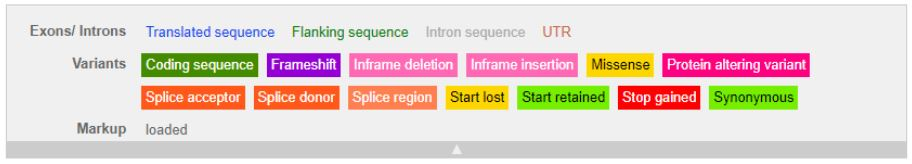 Exons/ Introns Translated sequence Flanking sequence Intron sequence UTR
Variants Coding sequence Frameshift Inframe deletion Inframe insertion Missense Protein altering variant
Splice acceptor Splice donor Splice region Start lost Start retained Stop gained Synonymous
Markup loaded